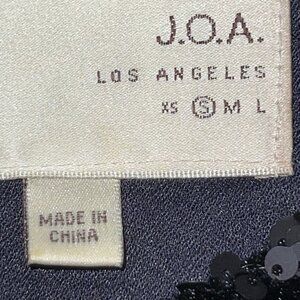 J.O.A.
LOS ANGELES
XS S M L
MADE IN
CHINA